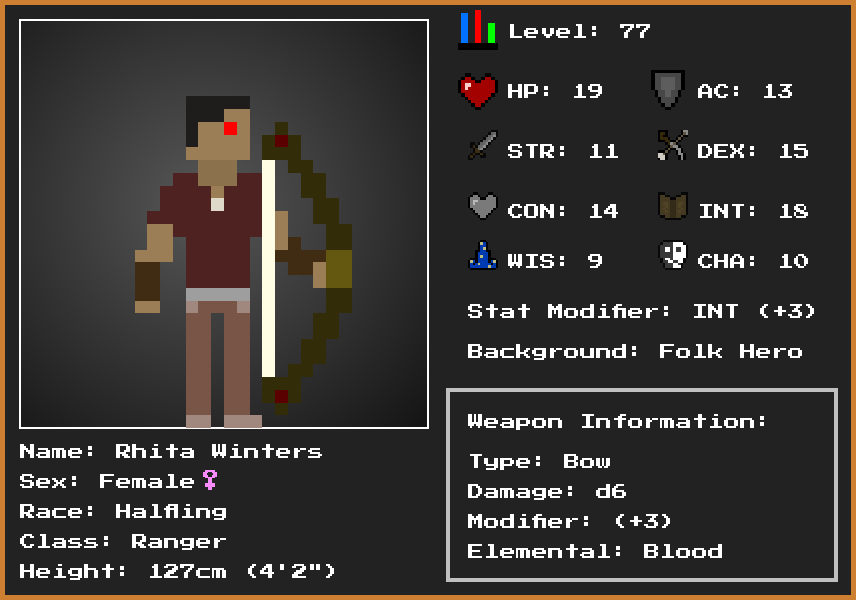 Level: 77
HP: 19 AC: 13
STR: 11 DEX: 15
CON: 14 INT: 18
WIS: 9 CHA: 10
Stat Modifier: INT (+3)
Background: Folk Hero
Weapon Information:
Type: Bow
Damage: d6
Modifier: (+3)
Elemental: Blood
Name: Rhita Winters
Sex: Female♀
Race: Halfling
Class: Ranger
Height: 127cm (4'2")